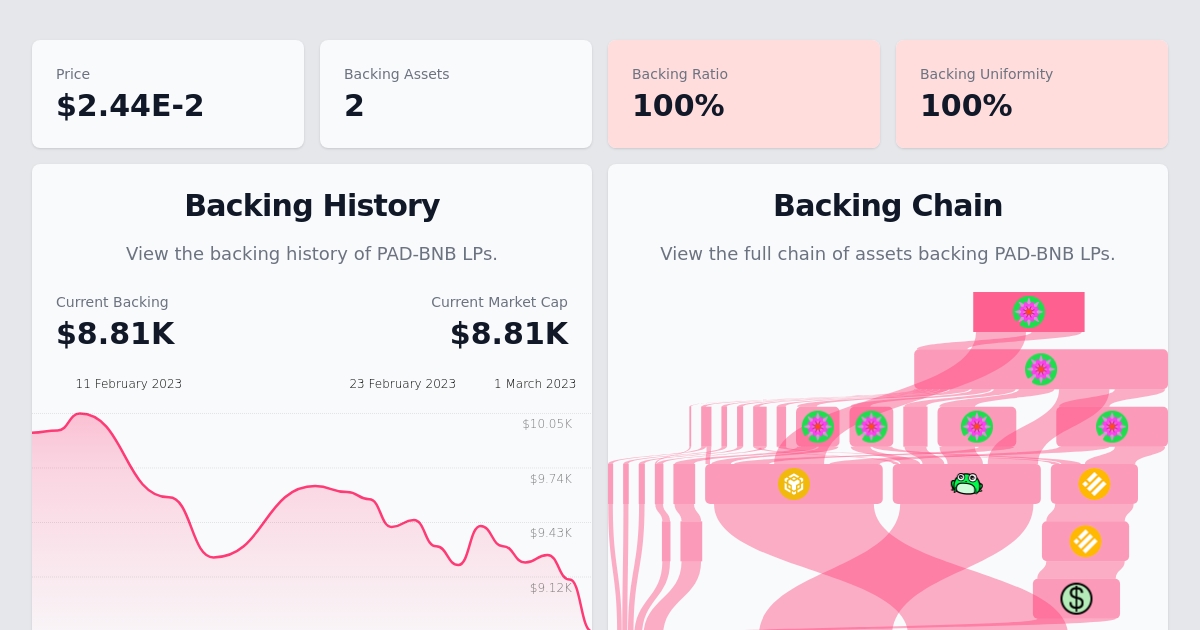 Price
$2.44E-2
Backing Assets
2
Backing Ratio
100%
Backing Uniformity
100%
Backing History
View the backing history of PAD-BNB LPs.
Current Backing
$8.81K
Current Market Cap
$8.81K
11 February 2023
23 February 2023
1 March 2023
$10.05K
$9.74K
$9.43K
$9.12K
Backing Chain
View the full chain of assets backing PAD-BNB LPs.
$